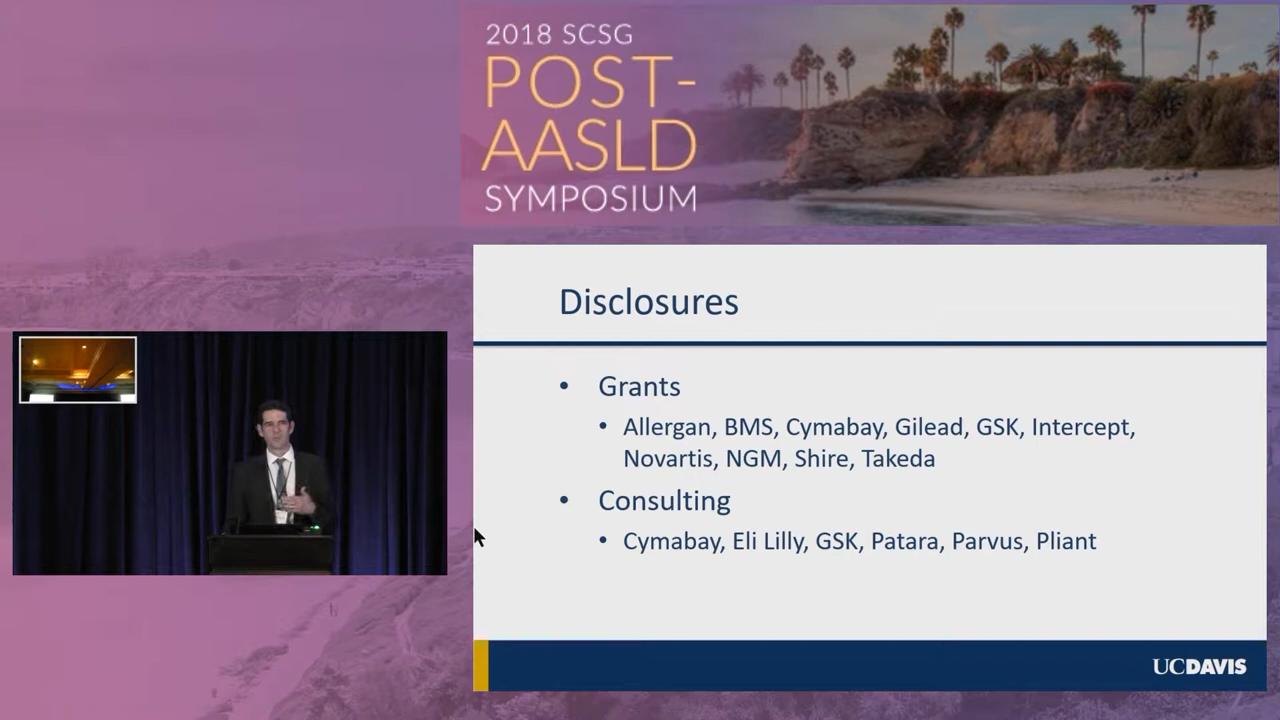 2018 SCSG
POST-
AASLD
SYMPOSIUM
Disclosures
• Grants
• Allergan, BMS, Cymabay, Gilead, GSK, Intercept,
Novartis, NGM, Shire, Takeda
• Consulting
• Cymabay, Eli Lilly, GSK, Patara, Parvus, Pliant
UCDAVIS